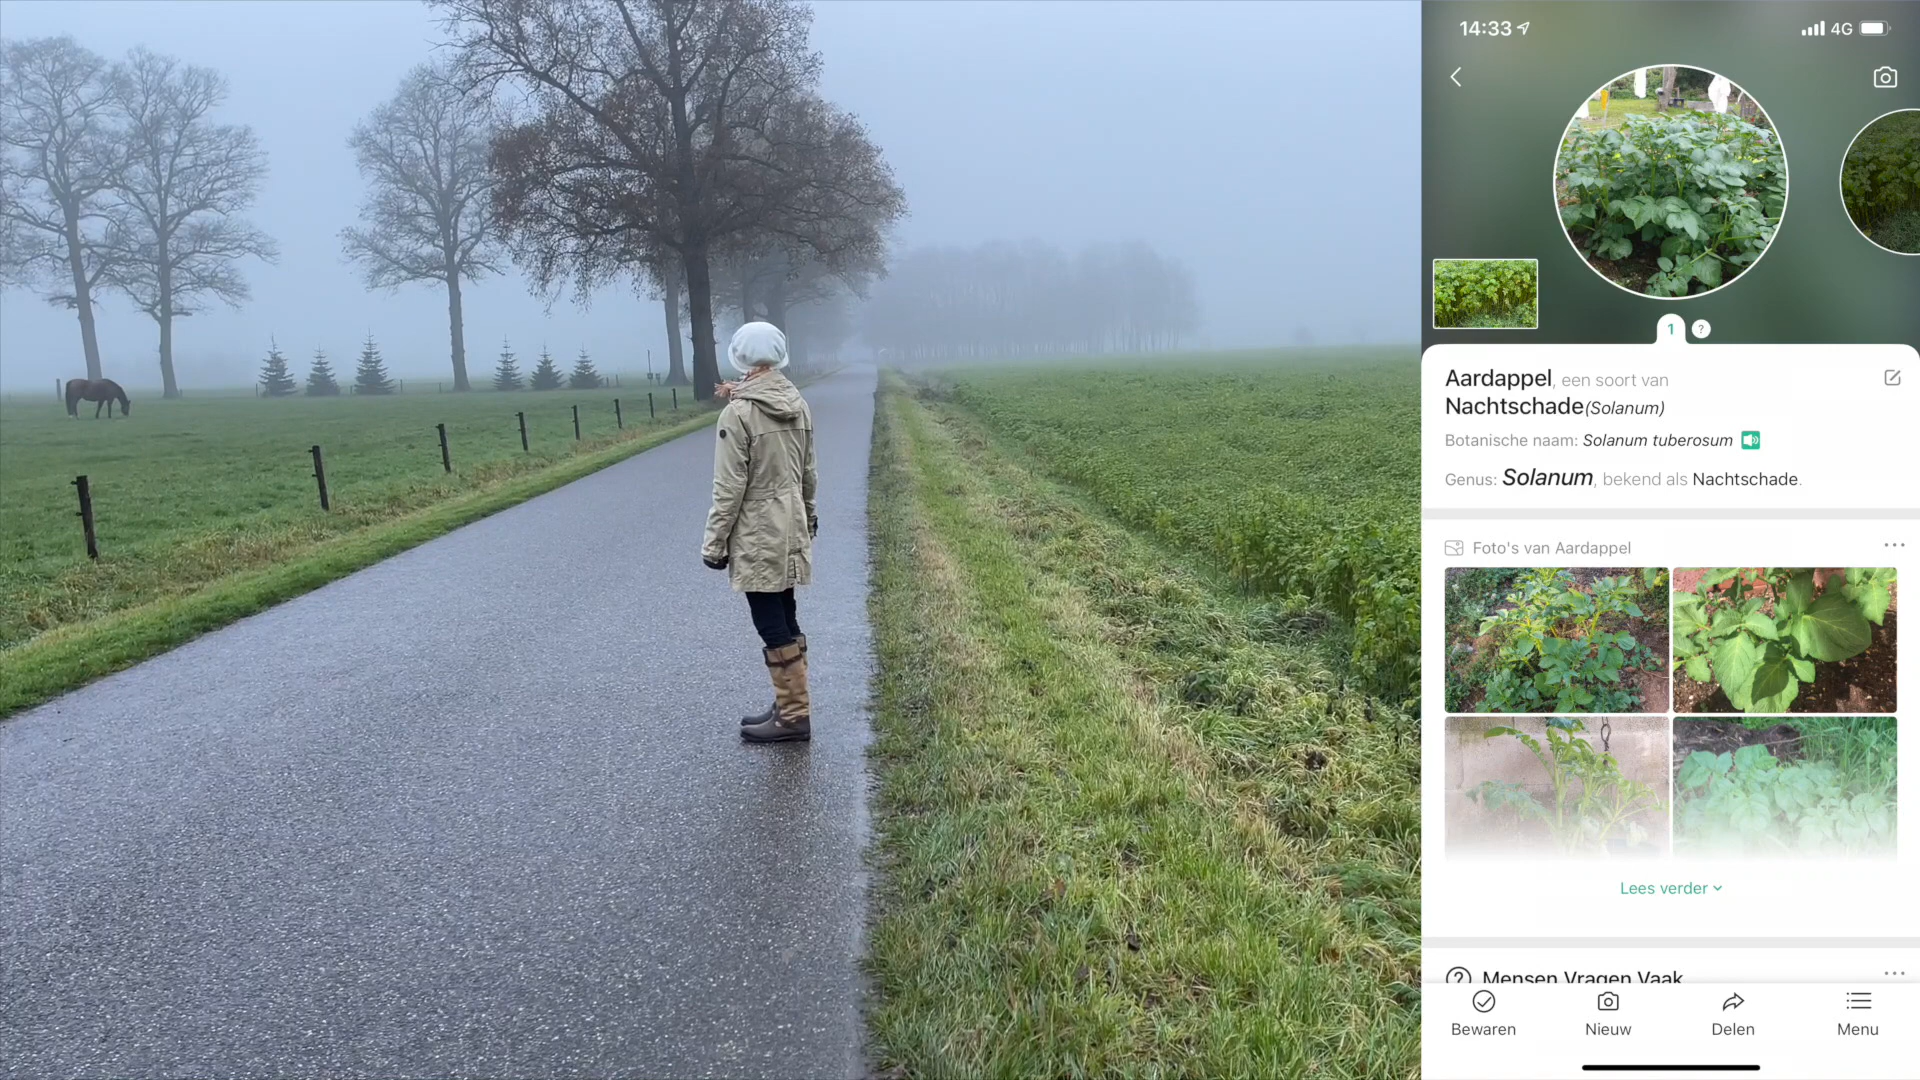 14:33
4G
1 ?
Aardappel, een soort van
Nachtschade(Solanum)
Botanische naam: Solanum tuberosum
Genus: Solanum, bekend als Nachtschade.
Foto's van Aardappel
Lees verder
? Mensen Vragen Vaak
Bewaren Nieuw Delen Menu